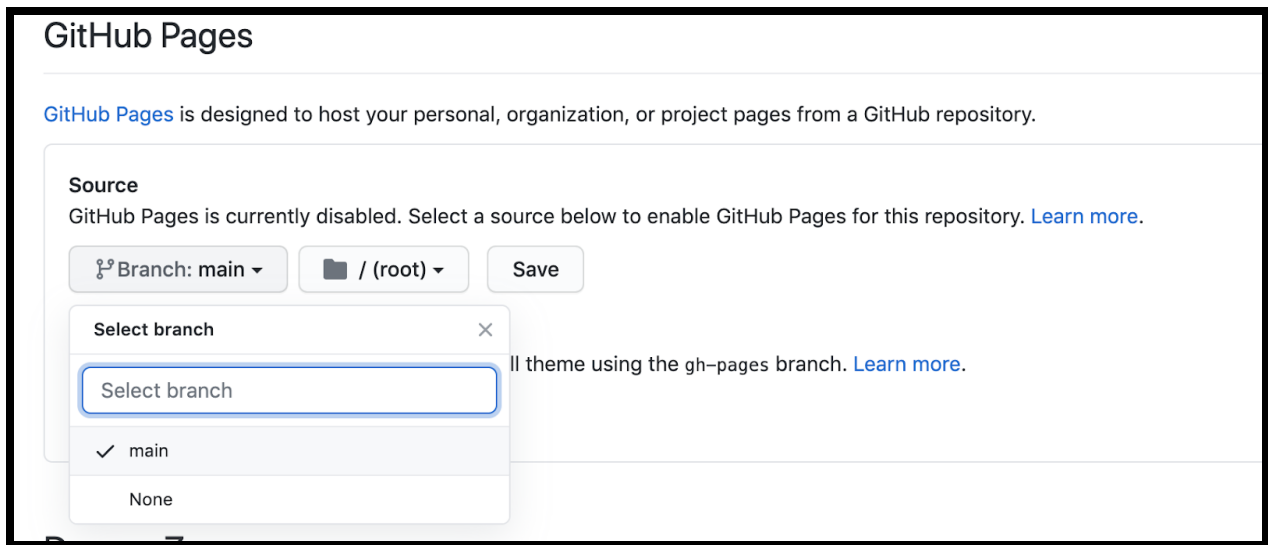 GitHub Pages
GitHub Pages is designed to host your personal, organization, or project pages from a GitHub repository.
Source
GitHub Pages is currently disabled. Select a source below to enable GitHub Pages for this repository. Learn more.
Branch: main / (root) Save
Select branch
ll theme using the gh-pages branch. Learn more.
Select branch
main
None